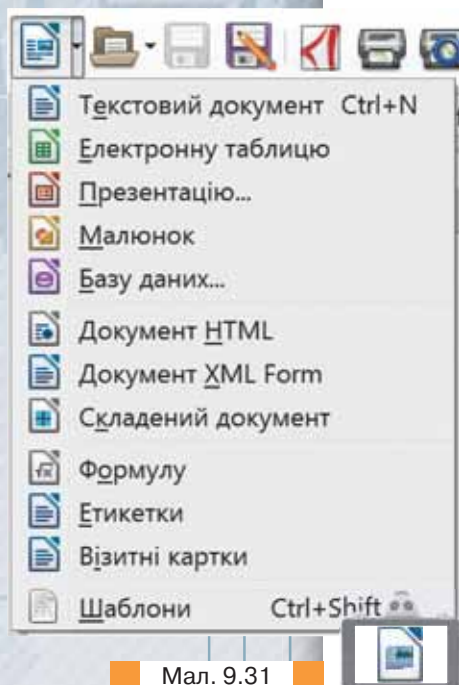 Текстовий документ Ctrl+N
Електронну таблицю
Презентацію...
Малюнок
Базу даних...
Документ HTML
Документ XML Form
Складений документ
Формулу
Етикетки
Візитні картки
Шаблони Ctrl+Shift
Мал. 9.31